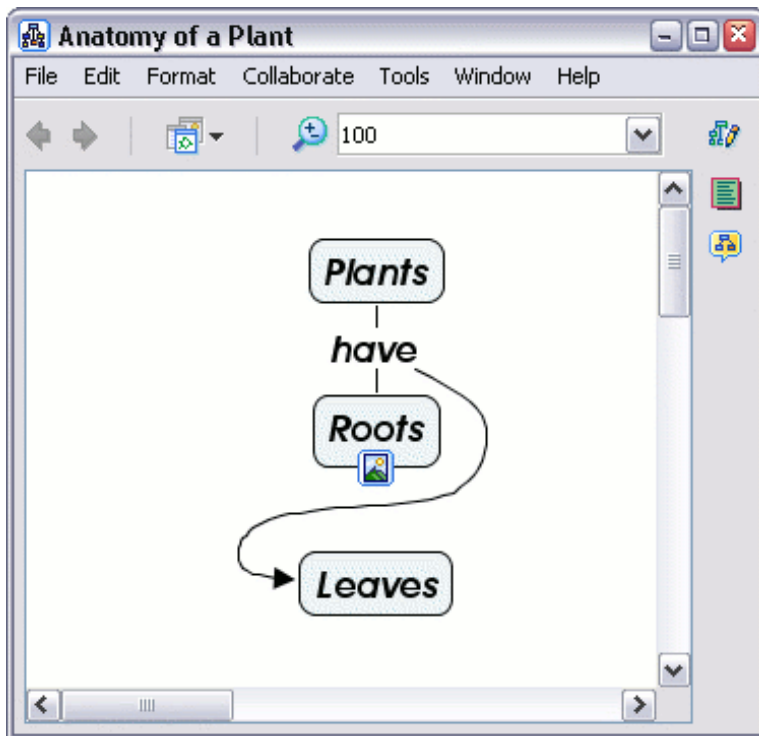 Anatomy of a Plant
File Edit Format Collaborate Tools Window Help
100
Plants
have
Roots
Leaves